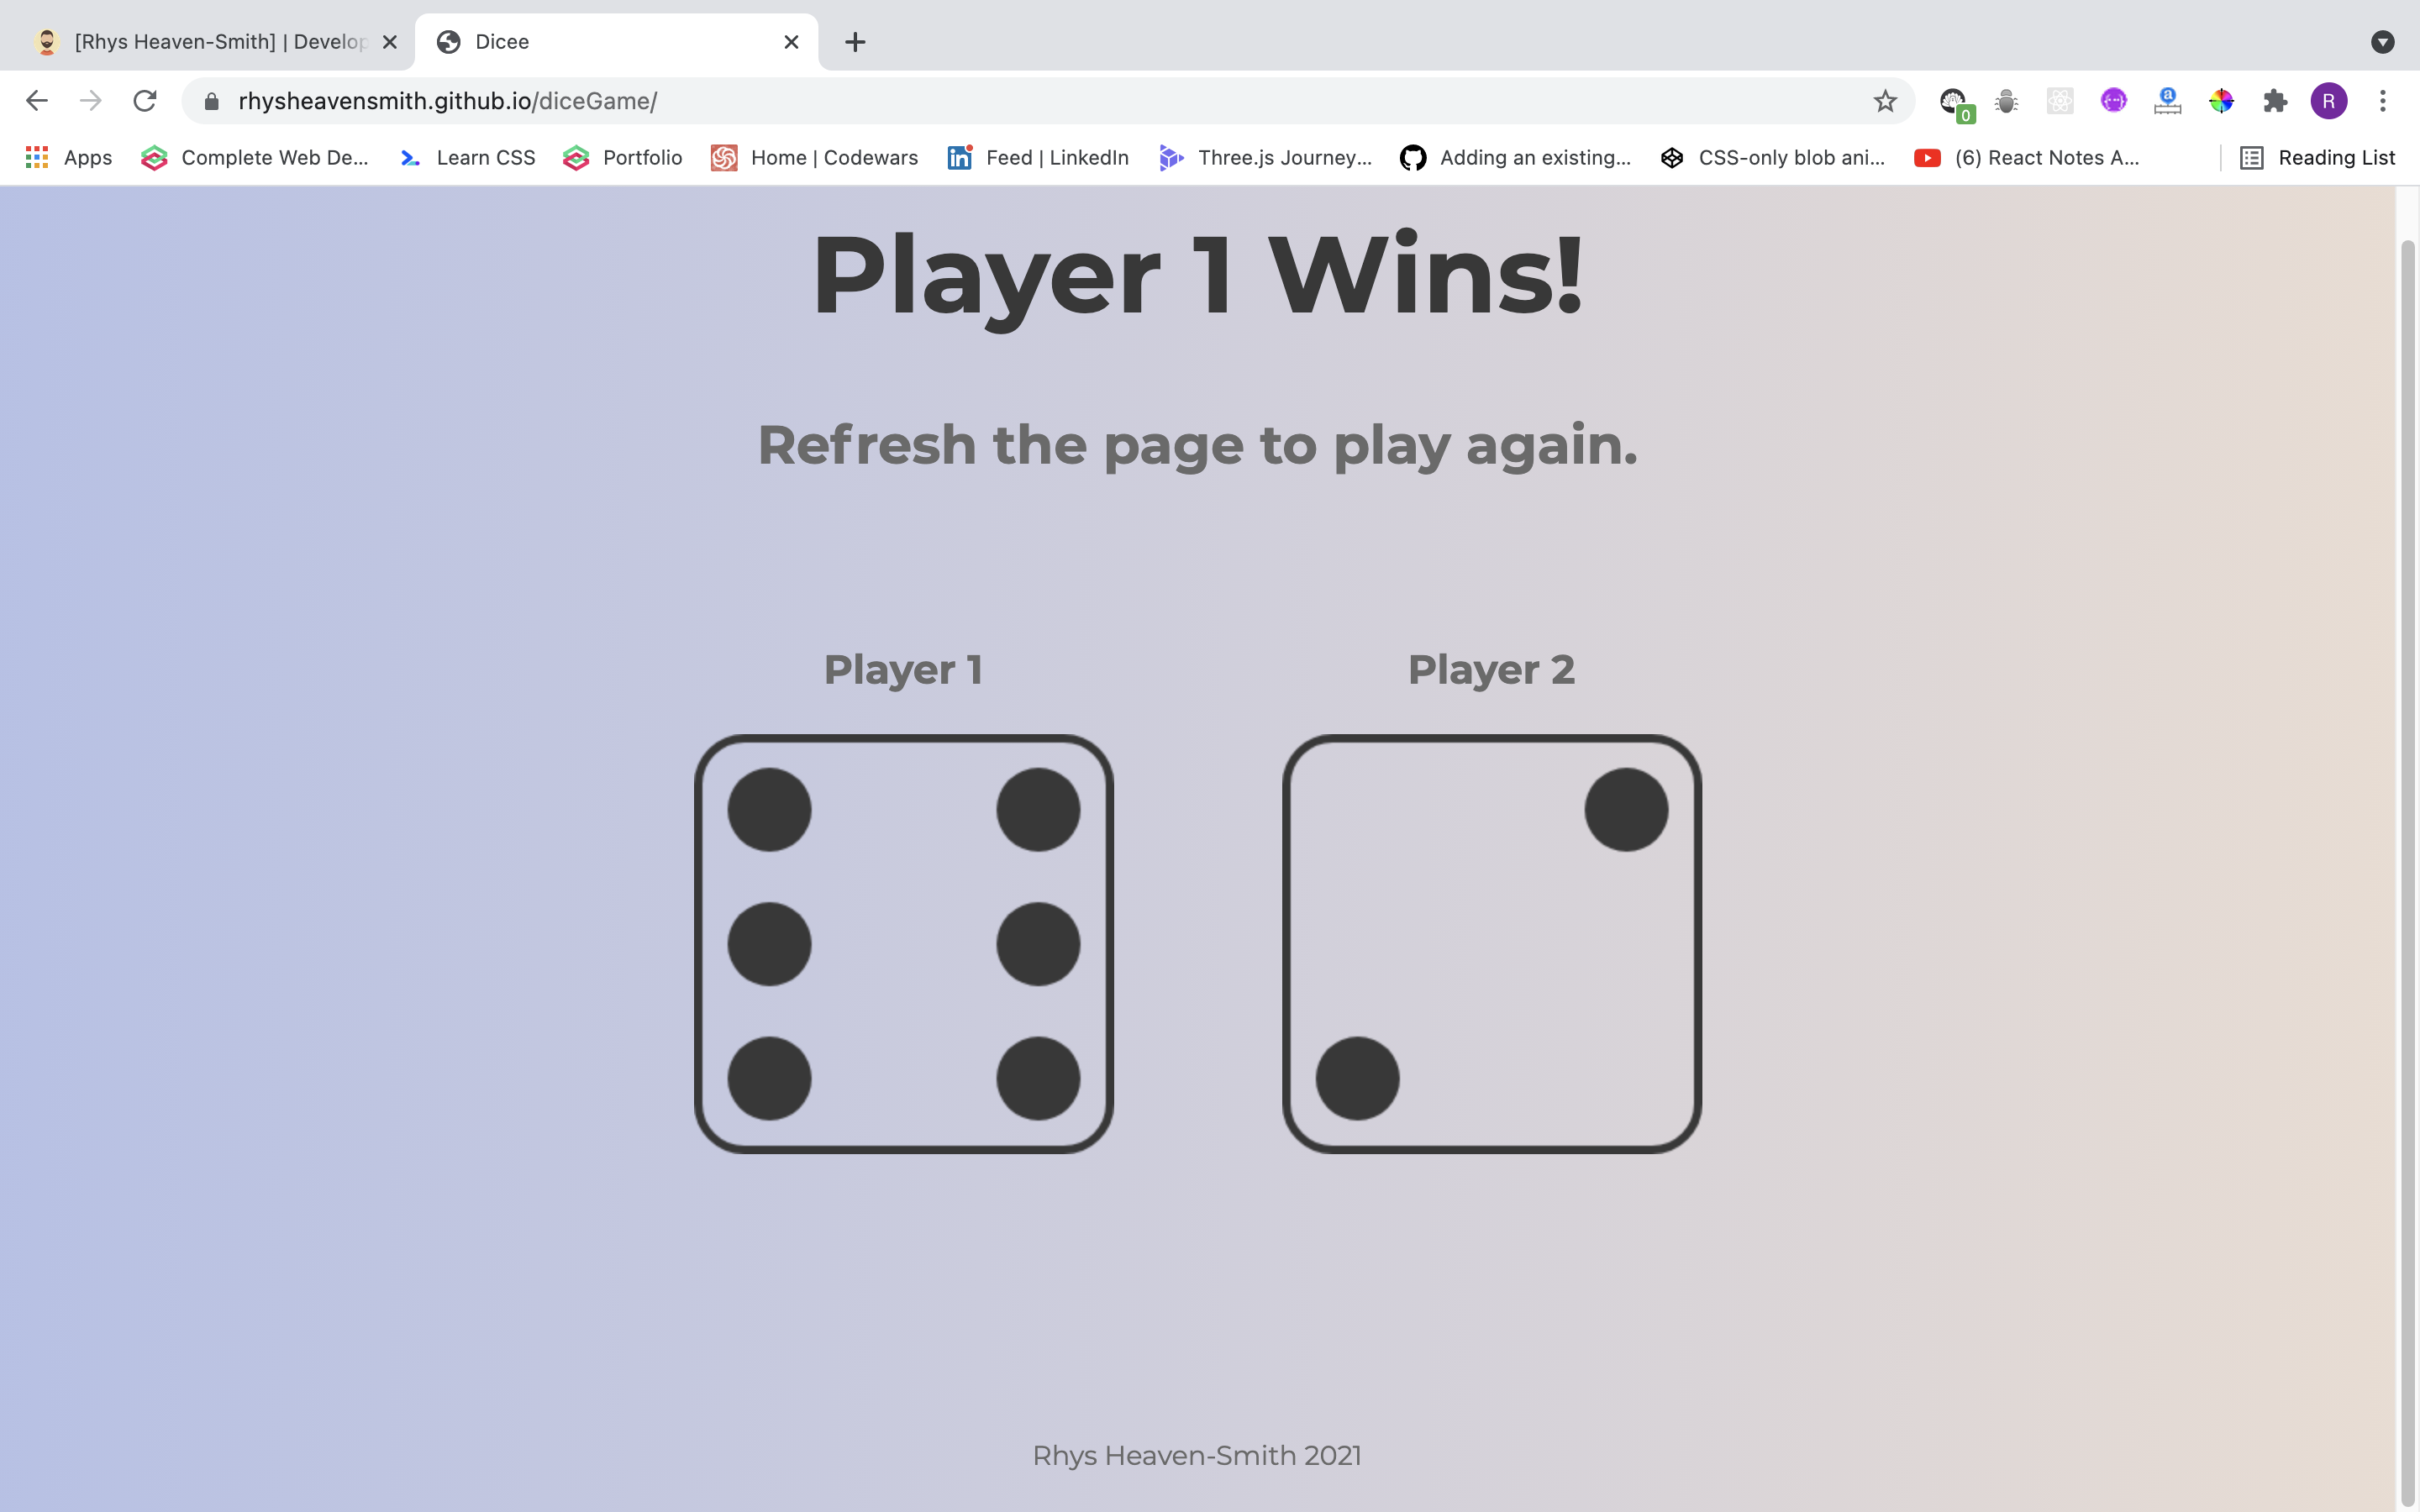 [Rhys Heaven-Smith] | Develop
Dicee
rhysheavensmith.github.io/diceGame/
0
a
R
Apps
Complete Web De...
Learn CSS
Portfolio
Home | Codewars
in
Feed | LinkedIn
Three.js Journey...
Adding an existing...
CSS-only blob ani...
(6) React Notes A...
Reading List
Player 1 Wins!
Refresh the page to play again.
Player 1
Player 2
Rhys Heaven-Smith 2021